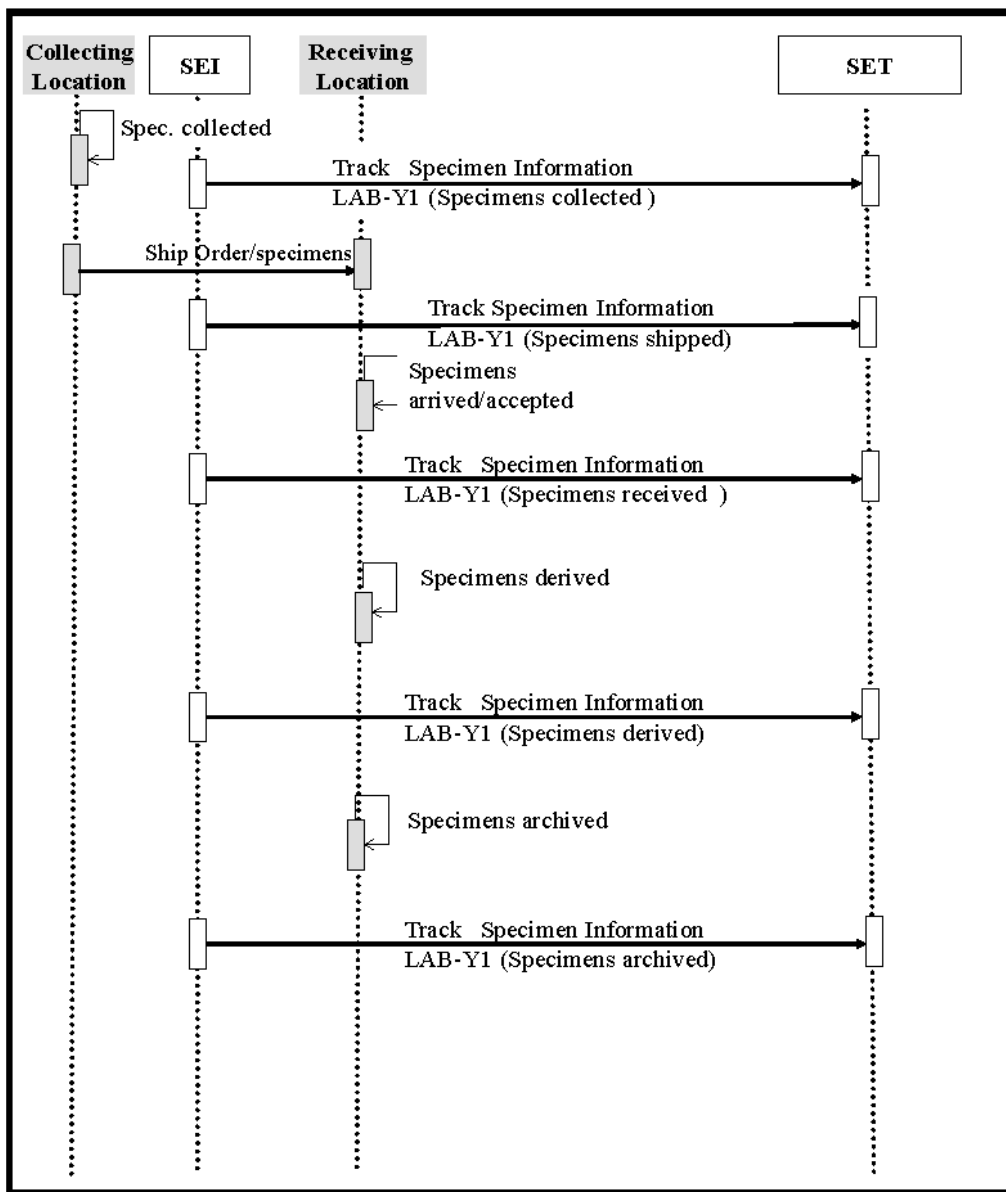 Collecting
Location
SEI
Receiving
Location
SET
Spec. collected
Track Specimen Information
LAB-Y1 (Specimens collected )
Ship Order/specimens
Track Specimen Information
LAB-Y1 (Specimens shipped)
Specimens
arrived/accepted
Track Specimen Information
LAB-Y1 (Specimens received )
Specimens derived
Track Specimen Information
LAB-Y1 (Specimens derived)
Specimens archived
Track Specimen Information
LAB-Y1 (Specimens archived)